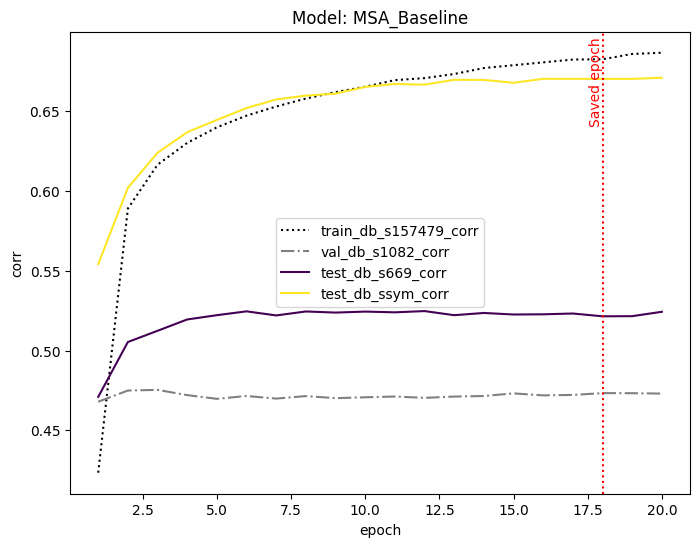 Model: MSA_Baseline
corr
0.65
0.60
0.55
0.50
0.45
Saved epoch
train_db_s157479_corr
val_db_s1082_corr
test_db_s669_corr
test_db_ssym_corr
2.5 5.0 7.5 10.0 12.5 15.0 17.5 20.0
epoch